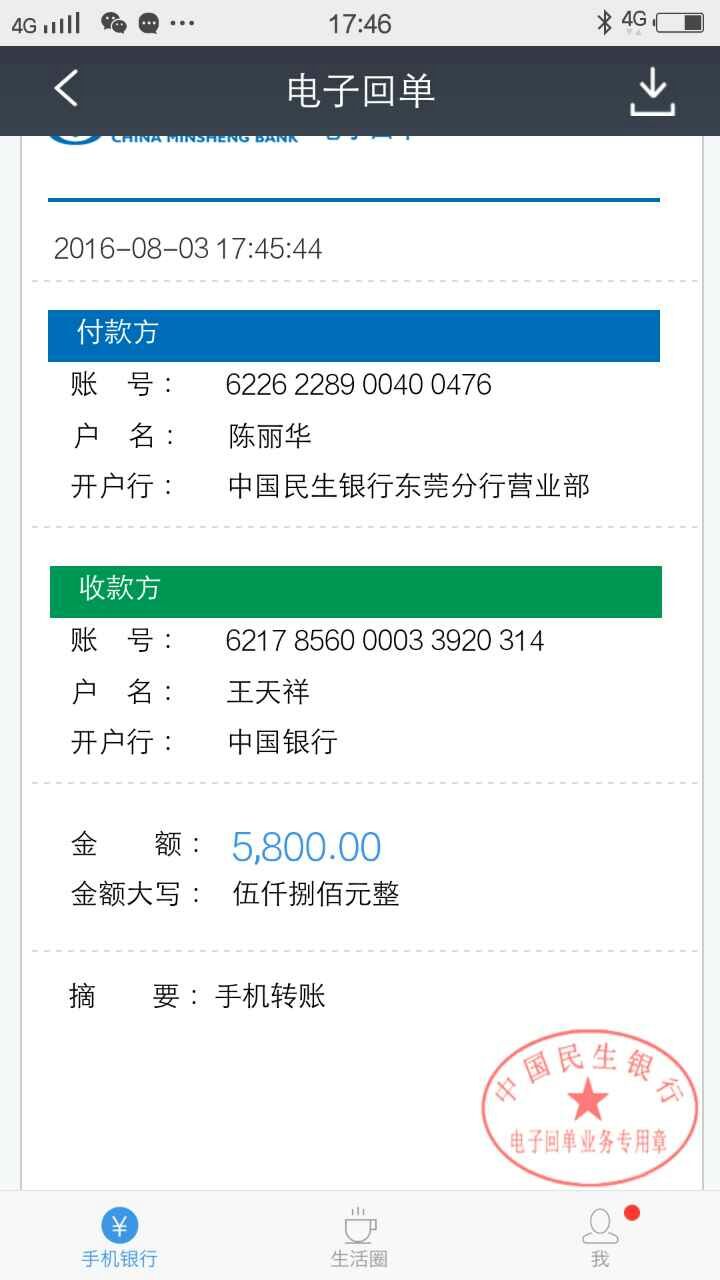 4G 17:46 4G
电子回单
CHINA MINSHENG BANK 电子回单
2016-08-03 17:45:44
付款方
账 号： 6226 2289 0040 0476
户 名： 陈丽华
开户行： 中国民生银行东莞分行营业部
收款方
账 号： 6217 8560 0003 3920 314
户 名： 王天祥
开户行： 中国银行
金 额： 5,800.00
金额大写： 伍仟捌佰元整
摘 要： 手机转账
中国民生银行
电子回单业务专用章
手机银行 生活圈 我